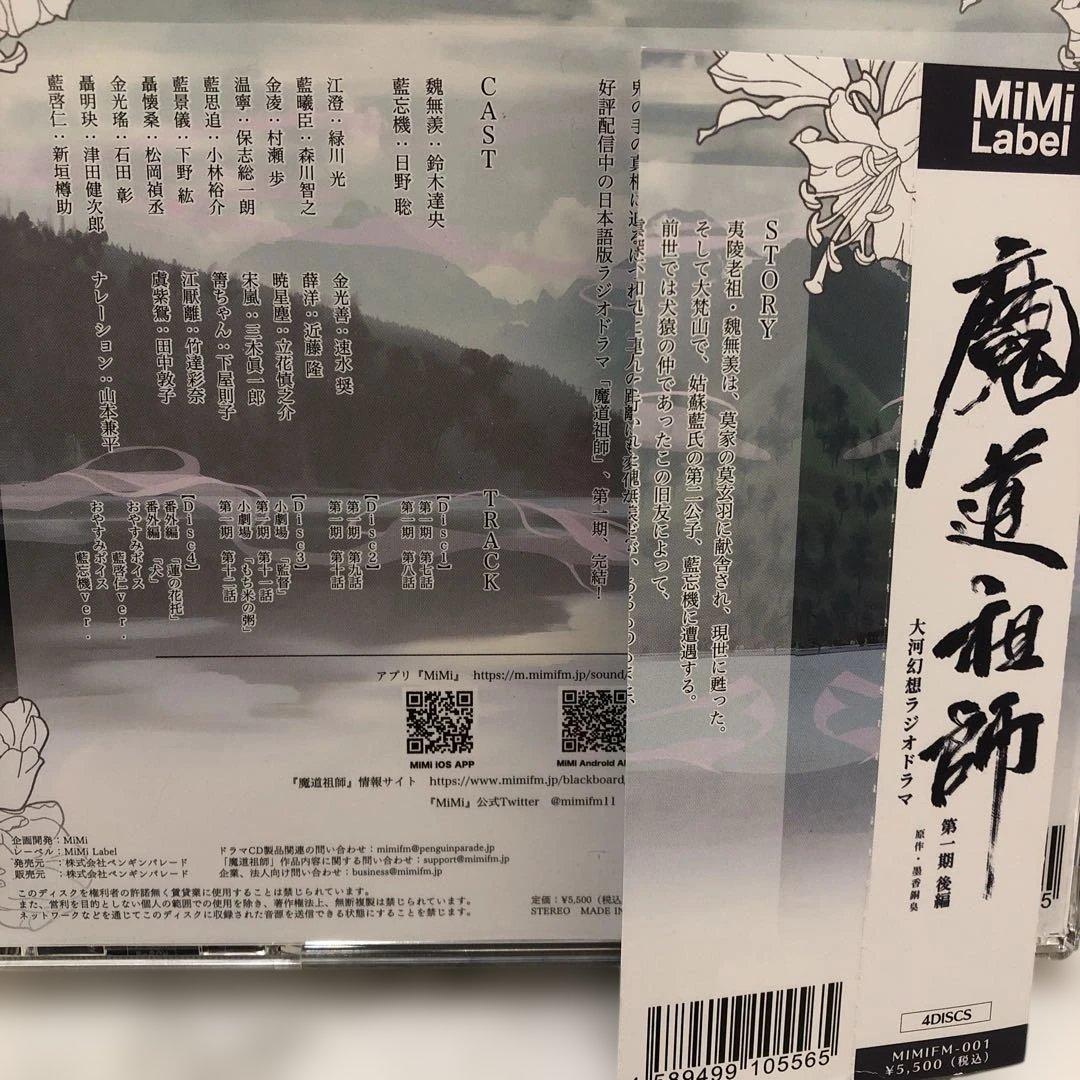 CAST
魏無羨：鈴木達央
藍忘機：日野 聡
江澄：緑川 光
藍曦臣：森川智之
金凌：村瀬 歩
温寧：保志総一朗
藍思追：小林裕介
藍景儀：下野 紘
聶懐桑：松岡禎丞
金光瑤：石田 彰
聶明玦：津田健次郎
藍啓仁：新垣樽助
金光善：速水 奨
薛洋：近藤 隆
暁星塵：立花慎之介
宋嵐：三木眞一郎
箐ちゃん：下屋則子
江厭離：竹達彩奈
虞紫鴛：田中敦子
ナレーション：山本兼平
TRACK
【Disc1】
第一期 第七話
第一期 第八話
【Disc2】
第一期 第九話
第一期 第十話
【Disc3】
小劇場 「監督」
第一期 第十一話
小劇場 「もち米の粥」
第一期 第十二話
【Disc4】
番外編 「蓮の花托」
番外編 「犬」
おやすみボイス
藍啓仁ver.
おやすみボイス
藍忘機ver.
好評配信中の日本語版ラジオドラマ「魔道祖師」、第一期、完結！
STORY
夷陵老祖・魏無羨は、莫家の莫玄羽に献舎され、現世に甦った。
そして大梵山で、姑蘇藍氏の第二公子、藍忘機に遭遇する。
前世では犬猿の仲であったこの旧友によって、
アプリ『MiMi』 https://m.mimifm.jp/sound/
MiMi iOS APP
MiMi Android
『魔道祖師』情報サイト https://www.mimifm.jp/blackboard/
『MiMi』公式Twitter @mimifm11
企画開発：MiMi
レーベル：MiMi Label
発売元 ：株式会社ペンギンパレード
販売元 ：株式会社ペンギンパレード
ドラマCD製品関連の問い合わせ：mimifm@penguinparade.jp
「魔道祖師」作品内容に関する問い合わせ：support@mimifm.jp
企業、法人向け問い合わせ：business@mimifm.jp
このディスクを権利者の許諾無く賃貸業に使用することは禁じられています。
また、営利を目的としない個人の範囲での使用を除き、著作権法上、無断複製は禁じられています。
ネットワークなどを通じてこのディスクに収録された音源を送信できる状態にすることを禁じます。
定価：¥5,500（税込
STEREO MADE IN
MiMi
Label
魔道祖師
大河幻想ラジオドラマ
第一期 後編
原作・墨香銅臭
4DISCS
MIMIFM-001
¥5,500（税込）
589499 105565
5